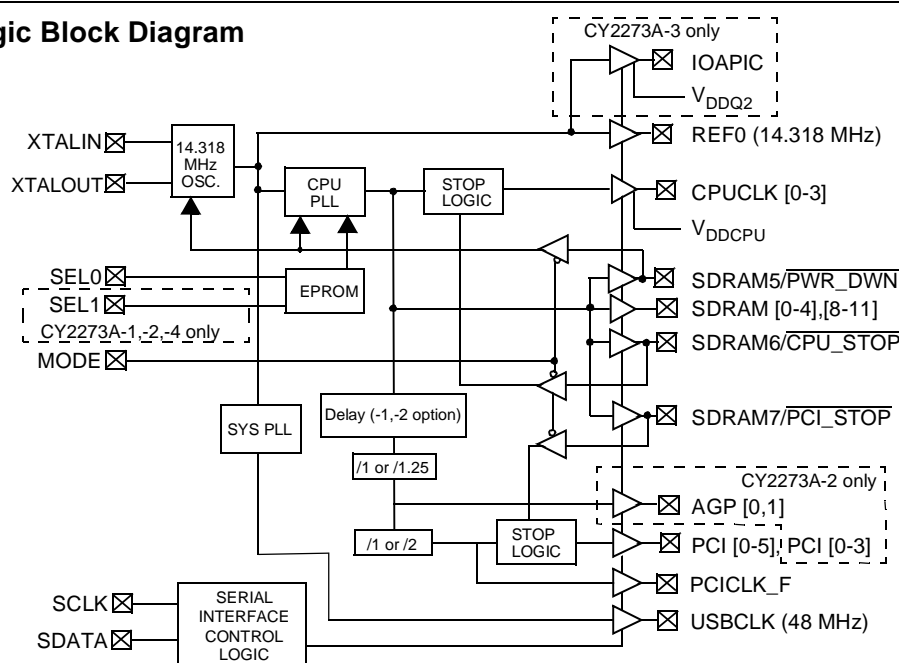 gic Block Diagram
CY2273A-3 only
IOAPIC
VDDQ2
XTALIN
14.318
MHz
OSC.
REF0 (14.318 MHz)
XTALOUT
CPU
PLL
STOP
LOGIC
CPUCLK [0-3]
VDDCPU
SEL0
EPROM
SDRAM5/PWR_DWN
SEL1
SDRAM [0-4],[8-11]
CY2273A-1,-2,-4 only
SDRAM6/CPU_STOP
MODE
Delay (-1,-2 option)
SDRAM7/PCI_STOP
SYS PLL
/1 or /1.25
CY2273A-2 only
AGP [0,1]
/1 or /2
STOP
LOGIC
PCI [0-5], PCI [0-3]
PCICLK_F
SCLK
SERIAL
INTERFACE
CONTROL
LOGIC
USBCLK (48 MHz)
SDATA